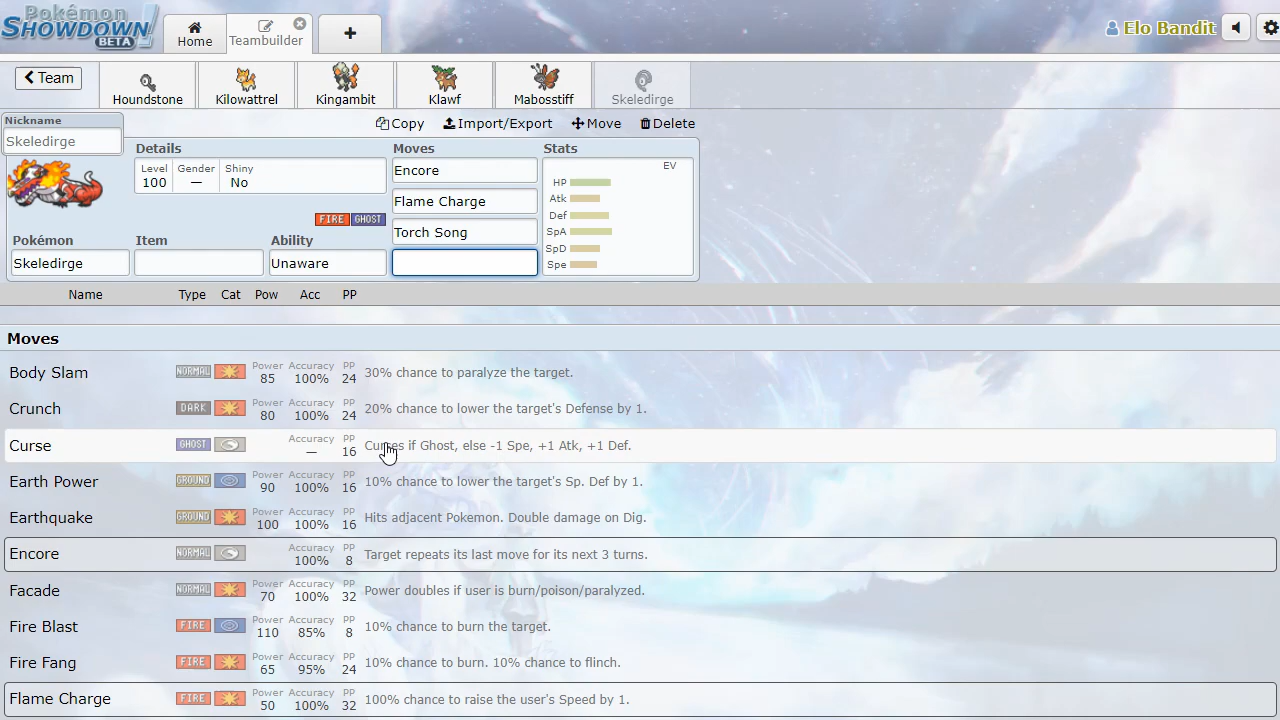 Pokémon
SHOWDOWN!
BETA
Home
Teambuilder
Elo Bandit
Team
Houndstone
Kilowattrel
Kingambit
Klawf
Mabosstiff
Skeledirge
Nickname
Skeledirge
Copy
Import/Export
Move
Delete
Details
Moves
Stats
Level
Gender
Shiny
100
—
No
Encore
EV
HP
Atk
Flame Charge
Def
FIRE GHOST
Torch Song
SpA
Pokémon
Item
Ability
SpD
Skeledirge
Unaware
Spe
Name Type Cat Pow Acc PP
Moves
Body Slam NORMAL Power 85 Accuracy 100% PP 24 30% chance to paralyze the target.
Crunch DARK Power 80 Accuracy 100% PP 24 20% chance to lower the target's Defense by 1.
Curse GHOST Accuracy — PP 16 Curses if Ghost, else -1 Spe, +1 Atk, +1 Def.
Earth Power GROUND Power 90 Accuracy 100% PP 16 10% chance to lower the target's Sp. Def by 1.
Earthquake GROUND Power 100 Accuracy 100% PP 16 Hits adjacent Pokemon. Double damage on Dig.
Encore NORMAL Accuracy 100% PP 8 Target repeats its last move for its next 3 turns.
Facade NORMAL Power 70 Accuracy 100% PP 32 Power doubles if user is burn/poison/paralyzed.
Fire Blast FIRE Power 110 Accuracy 85% PP 8 10% chance to burn the target.
Fire Fang FIRE Power 65 Accuracy 95% PP 24 10% chance to burn. 10% chance to flinch.
Flame Charge FIRE Power 50 Accuracy 100% PP 32 100% chance to raise the user's Speed by 1.